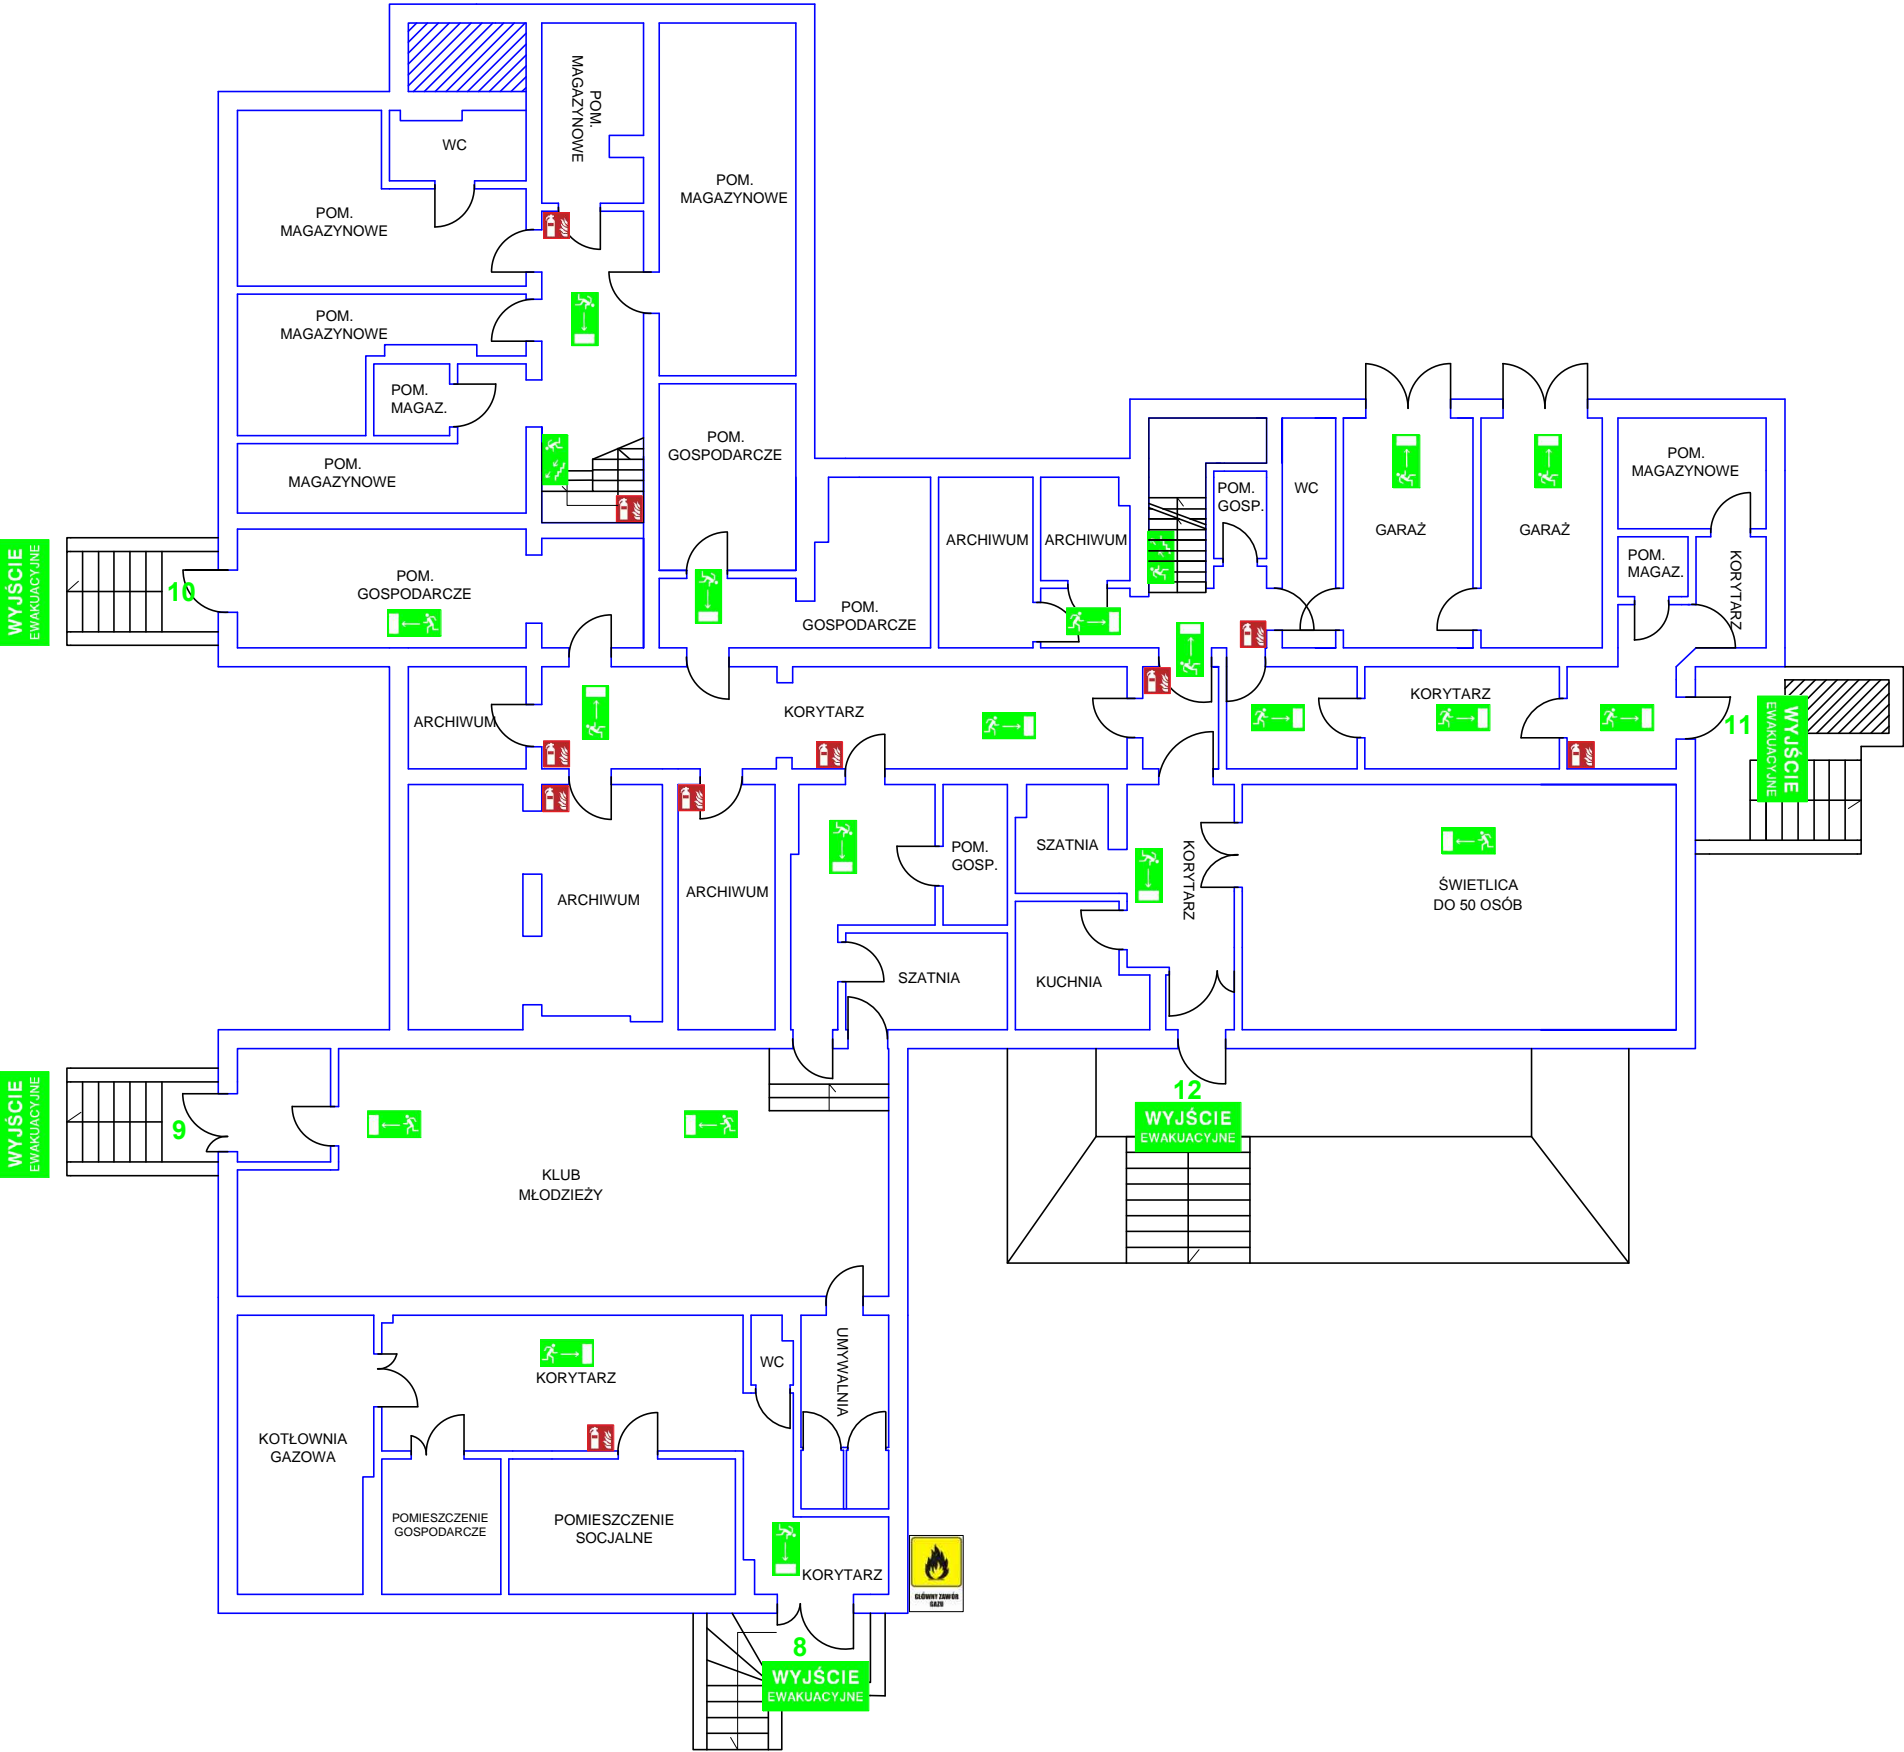 POM.
MAGAZYNOWE
WC
POM.
MAGAZYNOWE
POM.
MAGAZYNOWE
POM.
MAGAZYNOWE
POM.
MAGAZ.
POM.
GOSPODARCZE
POM.
MAGAZYNOWE
POM.
MAGAZYNOWE
POM.
GOSP.
WC
GARAŻ
GARAŻ
ARCHIWUM
ARCHIWUM
POM.
MAGAZ.
KORYTARZ
WYJŚCIE
EWAKUACYJNE
10
POM.
GOSPODARCZE
POM.
GOSPODARCZE
ARCHIWUM
KORYTARZ
KORYTARZ
11
WYJŚCIE
EWAKUACYJNE
ARCHIWUM
ARCHIWUM
POM.
GOSP.
SZATNIA
KORYTARZ
ŚWIETLICA
DO 50 OSÓB
SZATNIA
KUCHNIA
WYJŚCIE
EWAKUACYJNE
9
12
WYJŚCIE
EWAKUACYJNE
KLUB
MŁODZIEŻY
KORYTARZ
WC
UMYWALNIA
KOTŁOWNIA
GAZOWA
POMIESZCZENIE
GOSPODARCZE
POMIESZCZENIE
SOCJALNE
KORYTARZ
GŁÓWNY ZAWÓR
GAZU
8
WYJŚCIE
EWAKUACYJNE